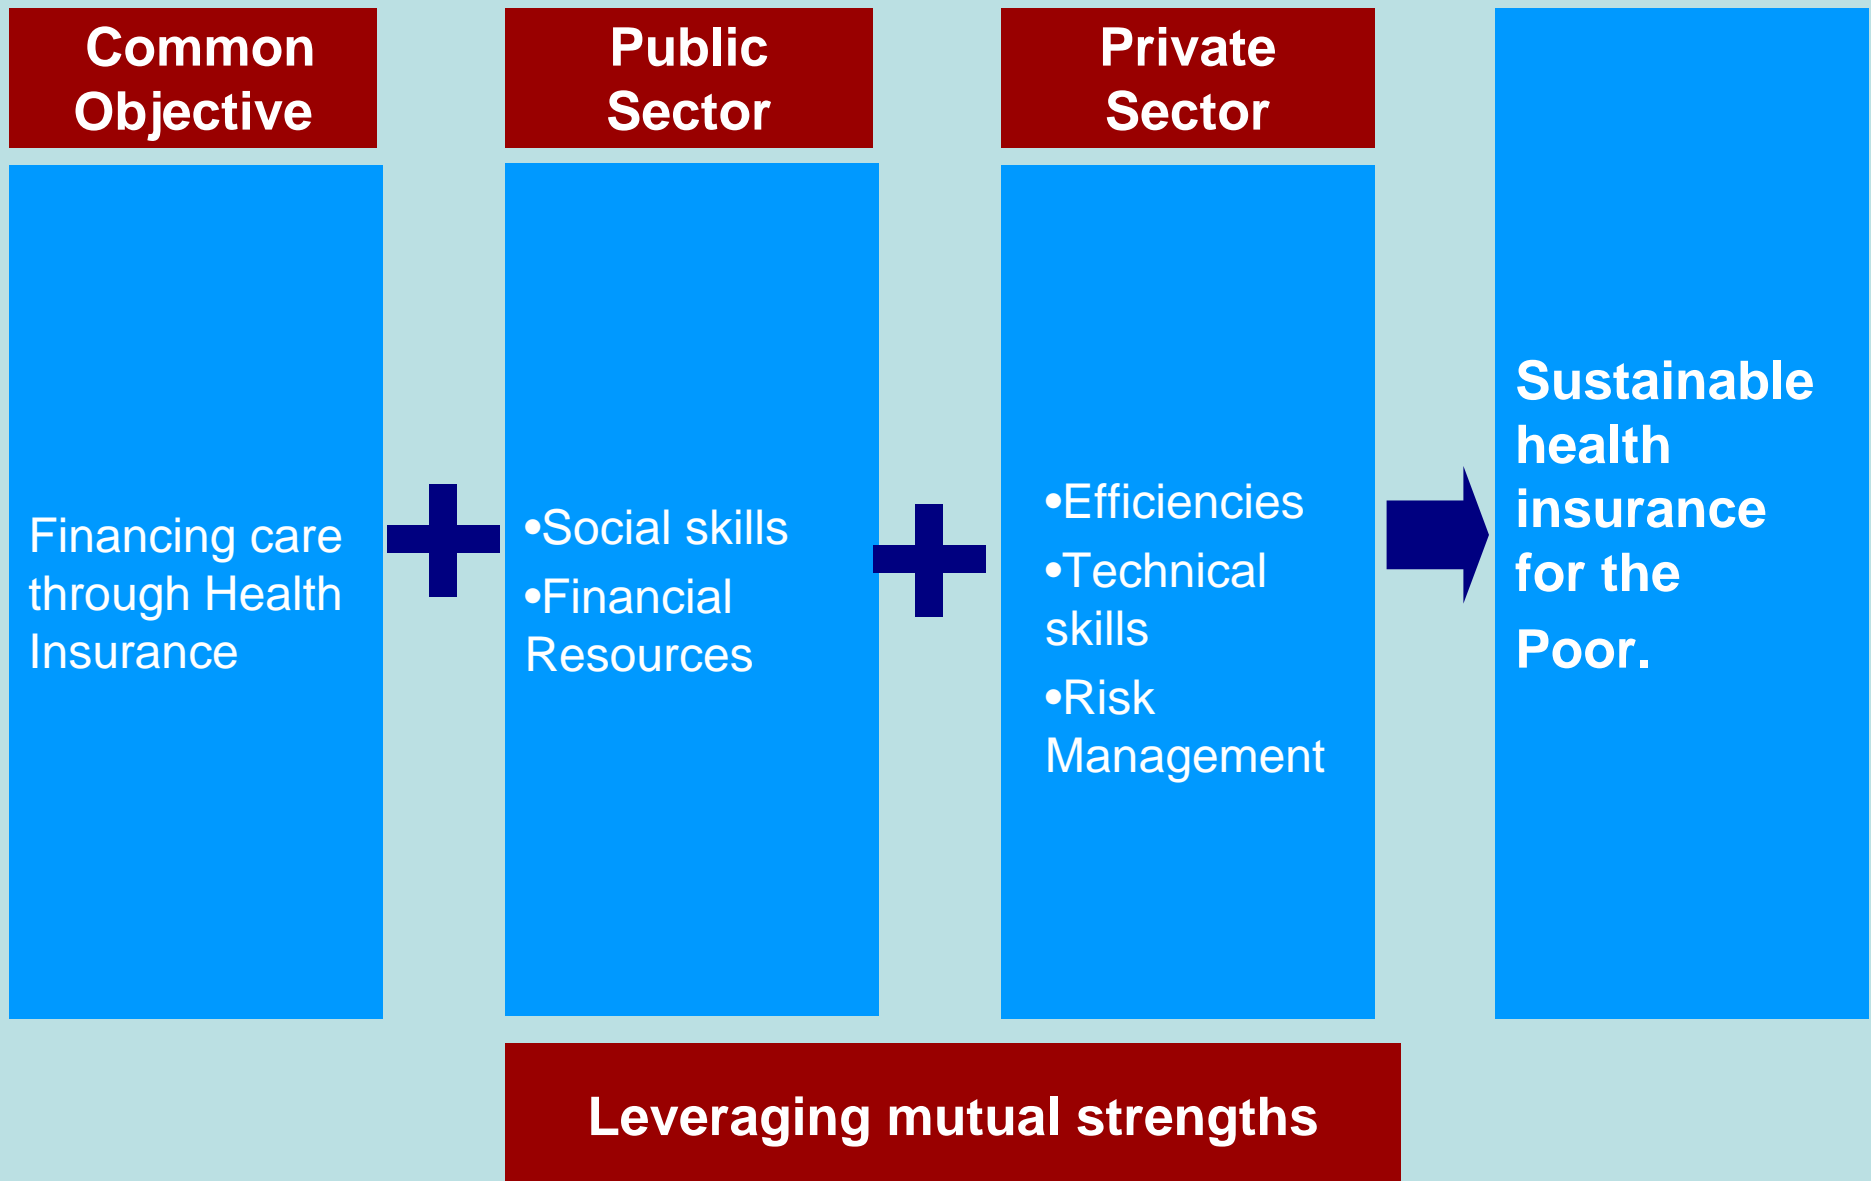 Common
Objective
Public
Sector
Private
Sector
Financing care
through Health
Insurance
•Social skills
•Financial
Resources
•Efficiencies
•Technical
skills
•Risk
Management
Sustainable
health
insurance
for the
Poor.
Leveraging mutual strengths